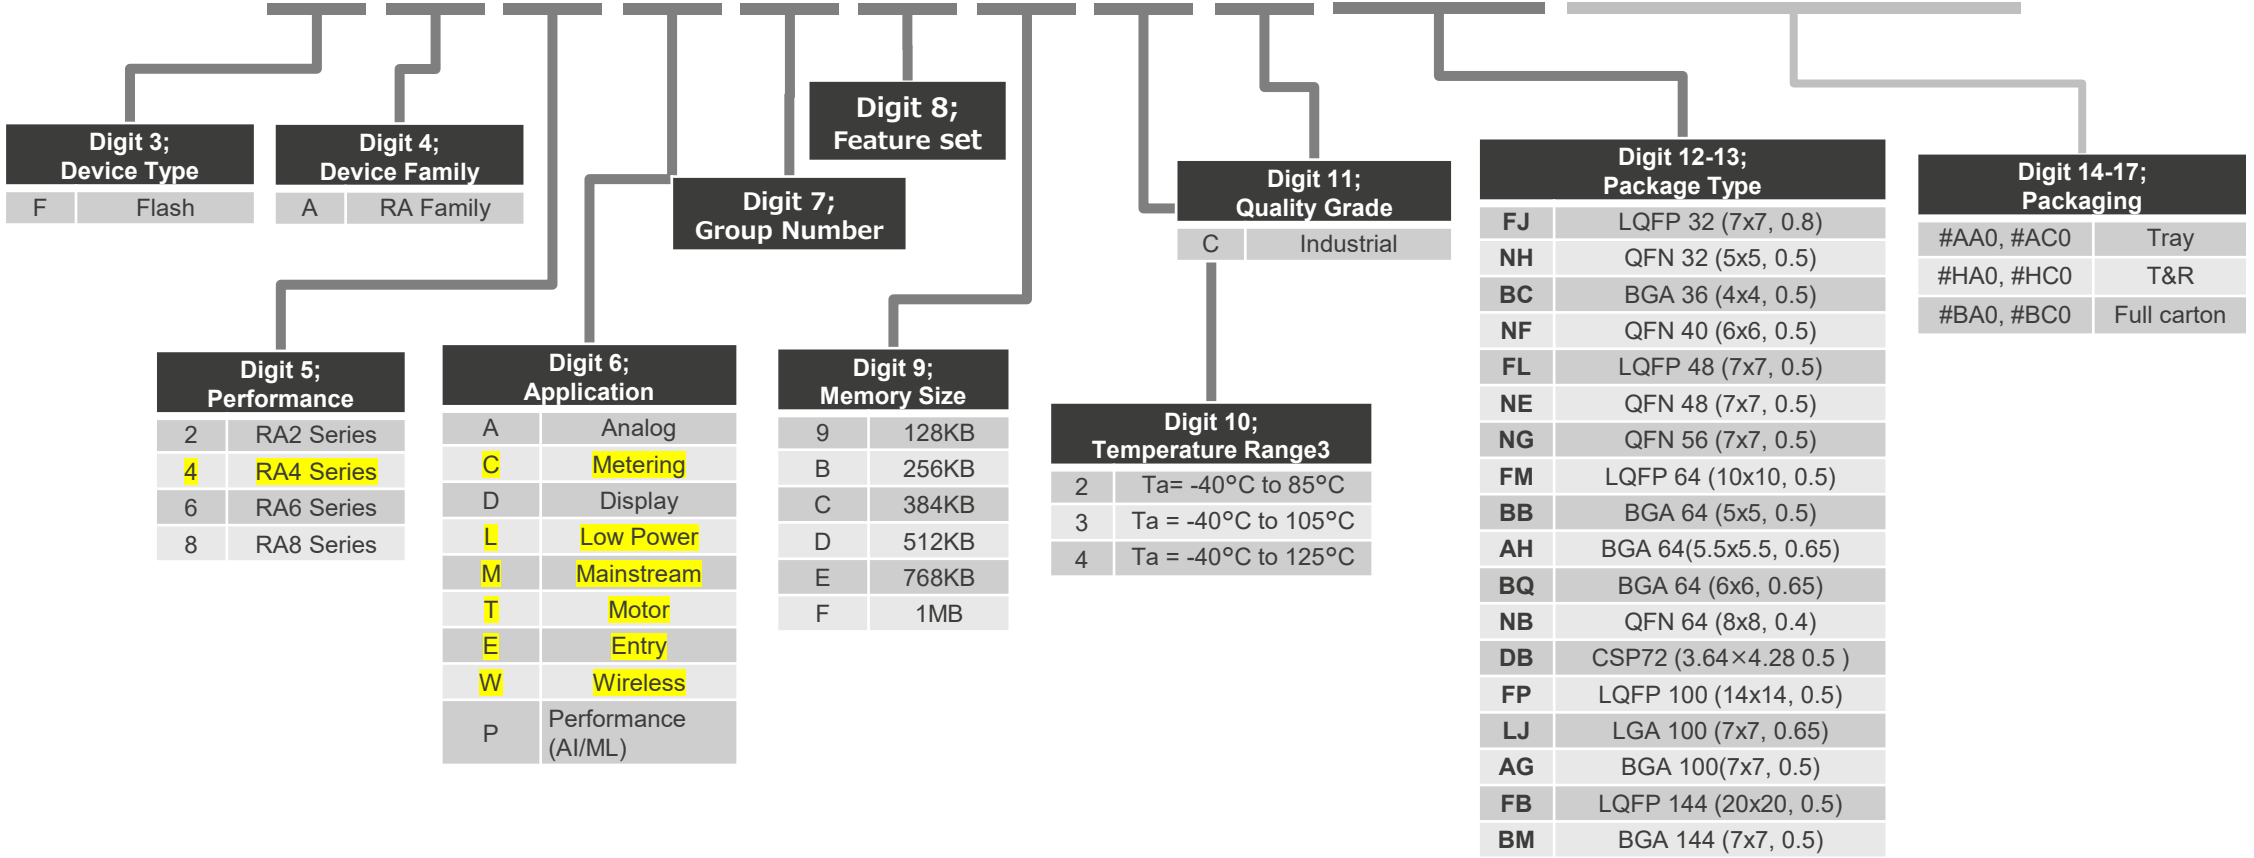 Digit 3;
Device Type
F Flash
Digit 4;
Device Family
A RA Family
Digit 5;
Performance
2 RA2 Series
4 RA4 Series
6 RA6 Series
8 RA8 Series
Digit 6;
Application
A Analog
C Metering
D Display
L Low Power
M Mainstream
T Motor
E Entry
W Wireless
P Performance
(AI/ML)
Digit 7;
Group Number
Digit 8;
Feature set
Digit 9;
Memory Size
9 128KB
B 256KB
C 384KB
D 512KB
E 768KB
F 1MB
Digit 10;
Temperature Range3
2 Ta= -40°C to 85°C
3 Ta = -40°C to 105°C
4 Ta = -40°C to 125°C
Digit 11;
Quality Grade
C Industrial
Digit 12-13;
Package Type
FJ LQFP 32 (7x7, 0.8)
NH QFN 32 (5x5, 0.5)
BC BGA 36 (4x4, 0.5)
NF QFN 40 (6x6, 0.5)
FL LQFP 48 (7x7, 0.5)
NE QFN 48 (7x7, 0.5)
NG QFN 56 (7x7, 0.5)
FM LQFP 64 (10x10, 0.5)
BB BGA 64 (5x5, 0.5)
AH BGA 64(5.5x5.5, 0.65)
BQ BGA 64 (6x6, 0.65)
NB QFN 64 (8x8, 0.4)
DB CSP72 (3.64×4.28 0.5 )
FP LQFP 100 (14x14, 0.5)
LJ LGA 100 (7x7, 0.65)
AG BGA 100(7x7, 0.5)
FB LQFP 144 (20x20, 0.5)
BM BGA 144 (7x7, 0.5)
Digit 14-17;
Packaging
#AA0, #AC0 Tray
#HA0, #HC0 T&R
#BA0, #BC0 Full carton